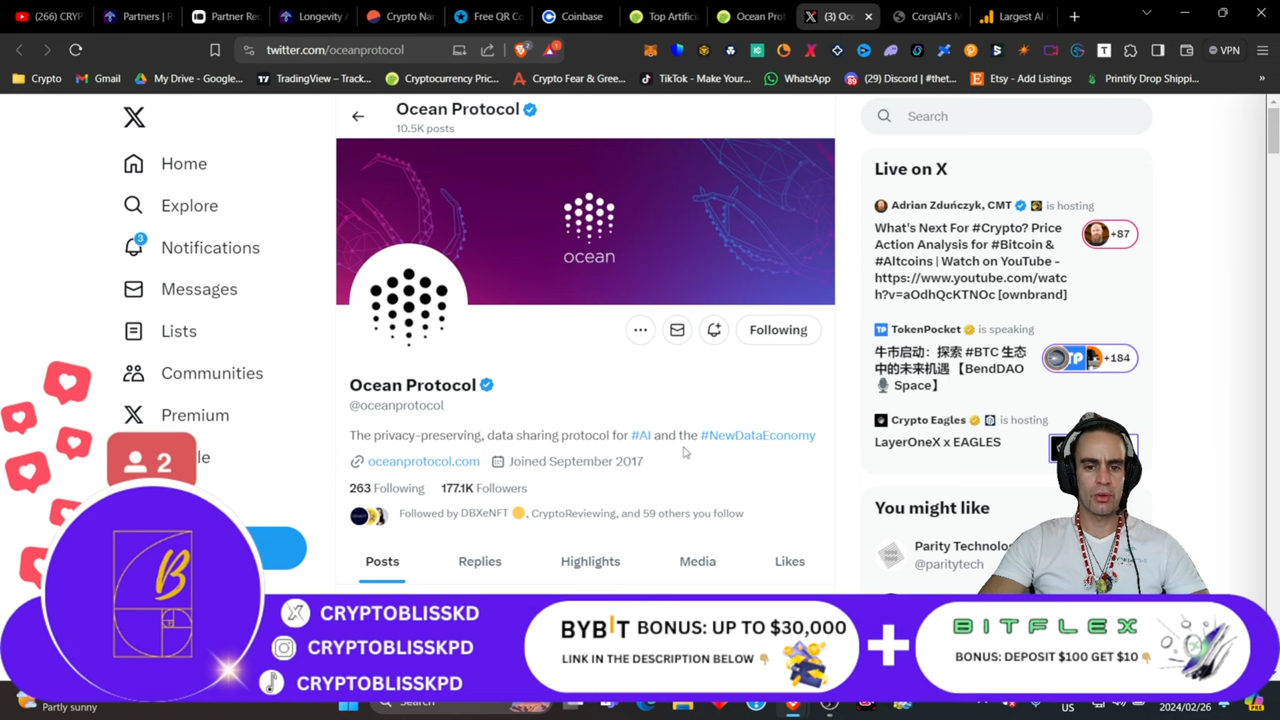 (266) CRYP
Partners | R
Partner Rec
Longevity A
Crypto Nar
Free QR Co
Coinbase
Top Artific
Ocean Prot
(3) Oc
CorgiAI's M
Largest AI
twitter.com/oceanprotocol
2
1
VPN
Crypto
Gmail
My Drive - Google...
TradingView – Track...
Cryptocurrency Pric...
Crypto Fear & Gree...
TikTok - Make Your...
WhatsApp
(29) Discord | #thet...
Etsy - Add Listings
Printify Drop Shippi...
»
Home
Explore
3
Notifications
Messages
Lists
Communities
Premium
le
2
Ocean Protocol
10.5K posts
ocean
Following
Ocean Protocol
@oceanprotocol
The privacy-preserving, data sharing protocol for #AI and the #NewDataEconomy
oceanprotocol.com Joined September 2017
263 Following 177.1K Followers
Followed by DBXeNFT , CryptoReviewing, and 59 others you follow
Posts
Replies
Highlights
Media
Likes
Search
Live on X
Adrian Zduńczyk, CMT is hosting
What's Next For #Crypto? Price
Action Analysis for #Bitcoin &
#Altcoins | Watch on YouTube -
https://www.youtube.com/watc
h?v=aOdhQcKTNOc [ownbrand]
+87
TokenPocket is speaking
牛市启动：探索 #BTC 生态
中的未来机遇 【BendDAO
Space】
+184
Crypto Eagles is hosting
LayerOneX x EAGLES
You might like
Parity Technolo
@paritytech
B
CRYPTOBLISSKD
CRYPTOBLISSKPD
CRYPTOBLISSKPD
BYBIT BONUS: UP TO $30,000
LINK IN THE DESCRIPTION BELOW
+
BITFLEX
BONUS: DEPOSIT $100 GET $10
Partly sunny
Search
US
2024/02/26